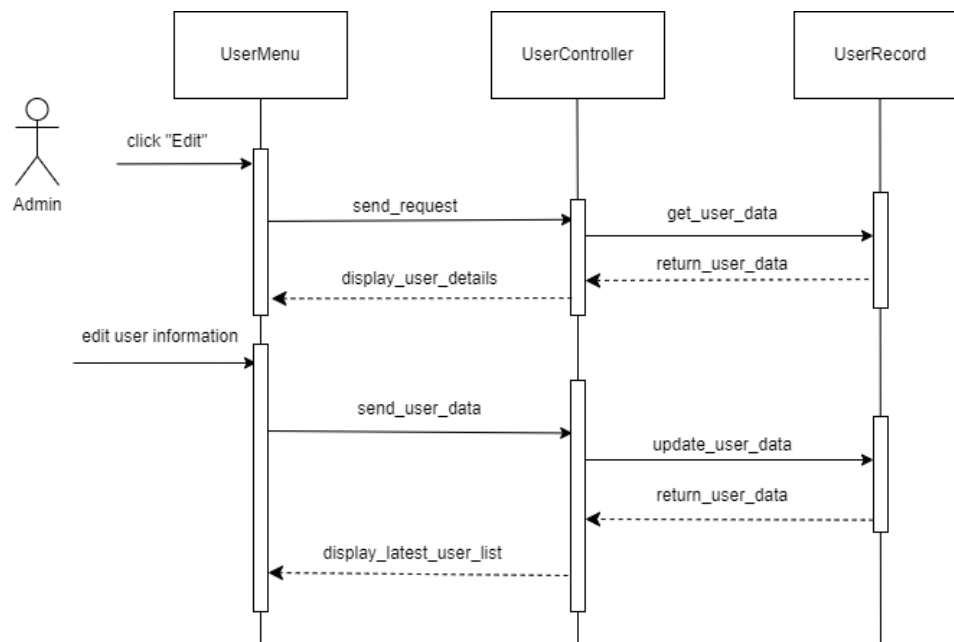 UserMenu
UserController
UserRecord
click "Edit"
Admin
send_request
get_user_data
return_user_data
display_user_details
edit user information
send_user_data
update_user_data
return_user_data
display_latest_user_list